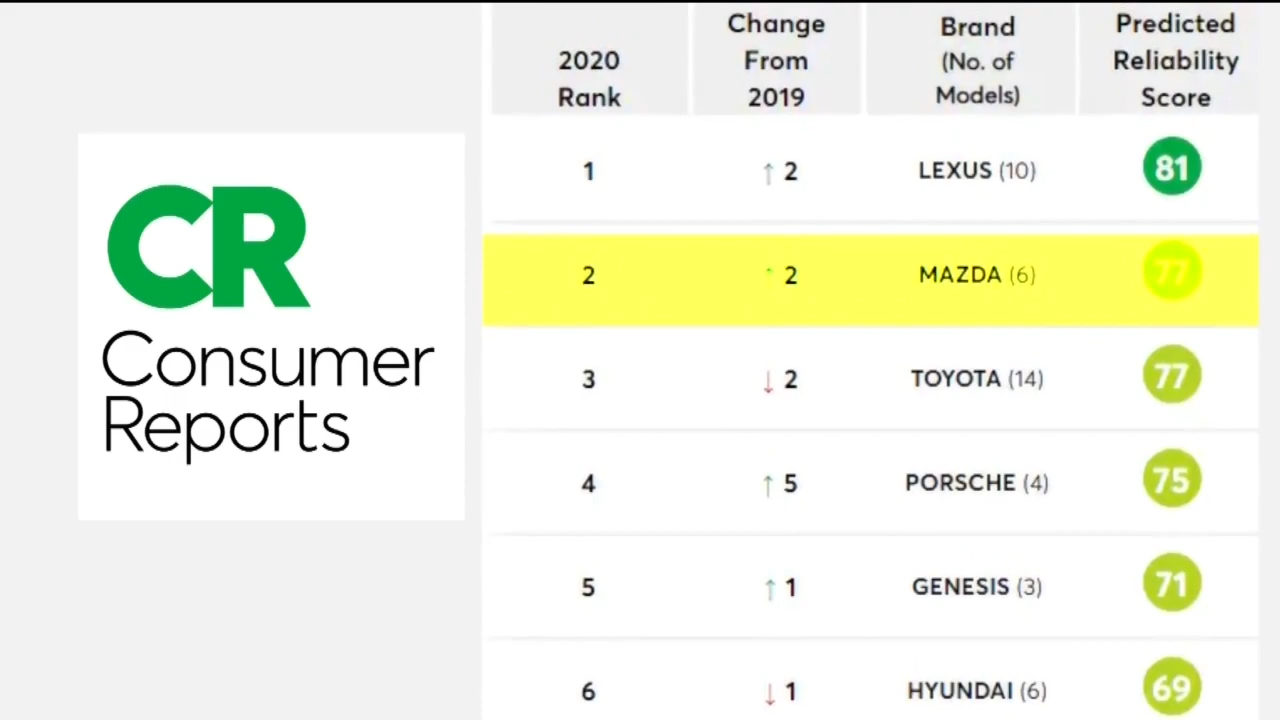 CR
Consumer
Reports
2020
Rank
Change
From
2019
Brand
(No. of
Models)
Predicted
Reliability
Score
1 ↑ 2 LEXUS (10) 81
2 ↑ 2 MAZDA (6) 77
3 ↓ 2 TOYOTA (14) 77
4 ↑ 5 PORSCHE (4) 75
5 ↑ 1 GENESIS (3) 71
6 ↓ 1 HYUNDAI (6) 69